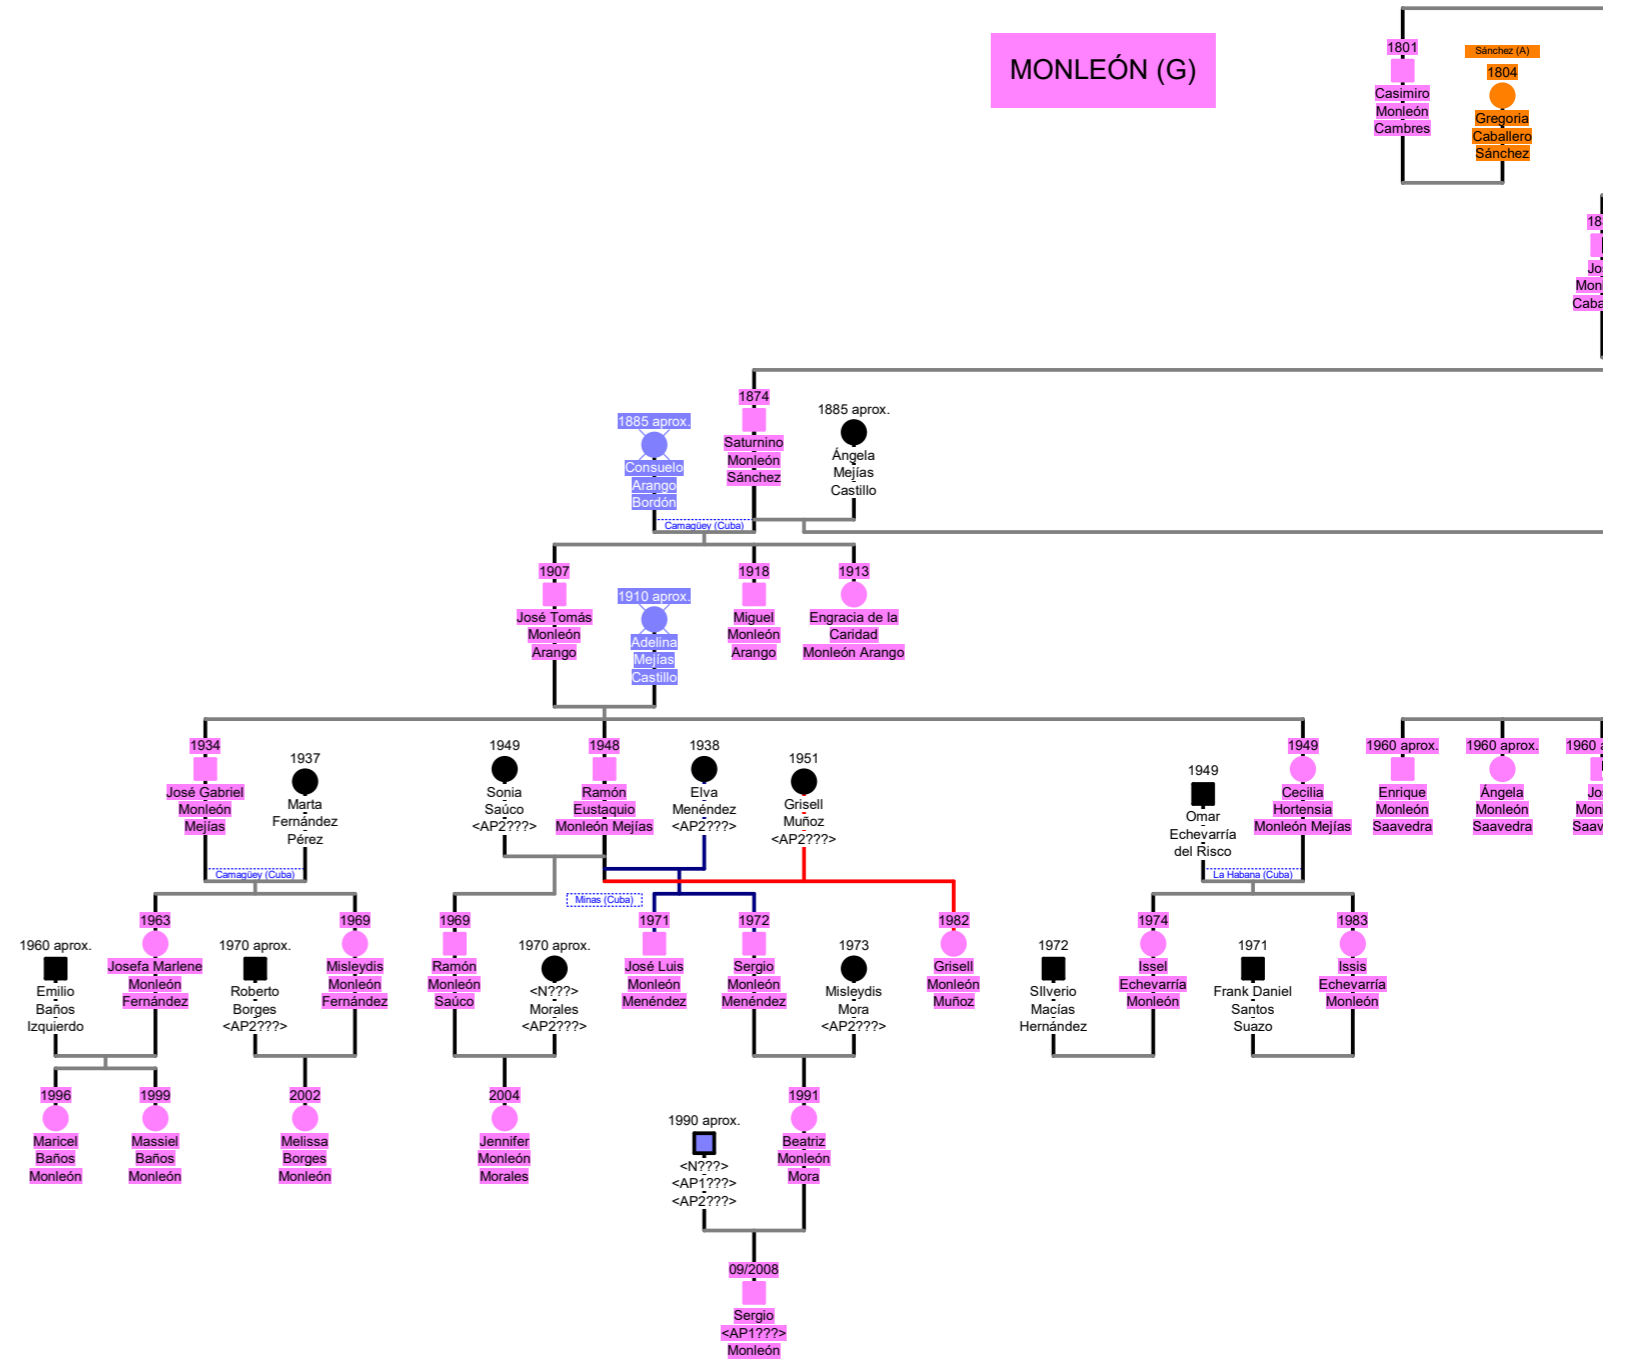 MONLEÓN (G)
1801
Casimiro
Monleón
Cambres
Sánchez (A)
1804
Gregoria
Caballero
Sánchez
1874
Saturnino
Monleón
Sánchez
1885 aprox.
Ángela
Mejías
Castillo
1885 aprox.
Consuelo
Arango
Bordón
Camagüey (Cuba)
1907
José Tomás
Monleón
Arango
1910 aprox.
Adelina
Mejías
Castillo
1918
Miguel
Monleón
Arango
1913
Engracia de la
Caridad
Monleón Arango
1934
José Gabriel
Monleón
Mejías
1937
Marta
Fernández
Pérez
Camagüey (Cuba)
1949
Sonia
Saúco
<AP2???>
1948
Ramón
Eustaquio
Monleón Mejías
1938
Elva
Menéndez
<AP2???>
1951
Grisell
Muñoz
<AP2???>
1949
Omar
Echevarría
del Risco
1949
Cecilia
Hortensia
Monleón Mejías
La Habana (Cuba)
1960 aprox.
Enrique
Monleón
Saavedra
1960 aprox.
Ángela
Monleón
Saavedra
1960
Minas (Cuba)
1960 aprox.
Emilio
Baños
Izquierdo
1963
Josefa Marlene
Monleón
Fernández
1970 aprox.
Roberto
Borges
<AP2???>
1969
Misleydis
Monleón
Fernández
1969
Ramón
Monleón
Saúco
1970 aprox.
<N???>
Morales
<AP2???>
1971
José Luis
Monleón
Menéndez
1972
Sergio
Monleón
Menéndez
1973
Misleydis
Mora
<AP2???>
1982
Grisell
Monleón
Muñoz
1972
SIlverio
Macías
Hernández
1974
Issel
Echevarría
Monleón
1971
Frank Daniel
Santos
Suazo
1983
Issis
Echevarría
Monleón
1996
Maricel
Baños
Monleón
1999
Massiel
Baños
Monleón
2002
Melissa
Borges
Monleón
2004
Jennifer
Monleón
Morales
1990 aprox.
<N???>
<AP1???>
<AP2???>
1991
Beatriz
Monleón
Mora
09/2008
Sergio
<AP1???>
Monleón